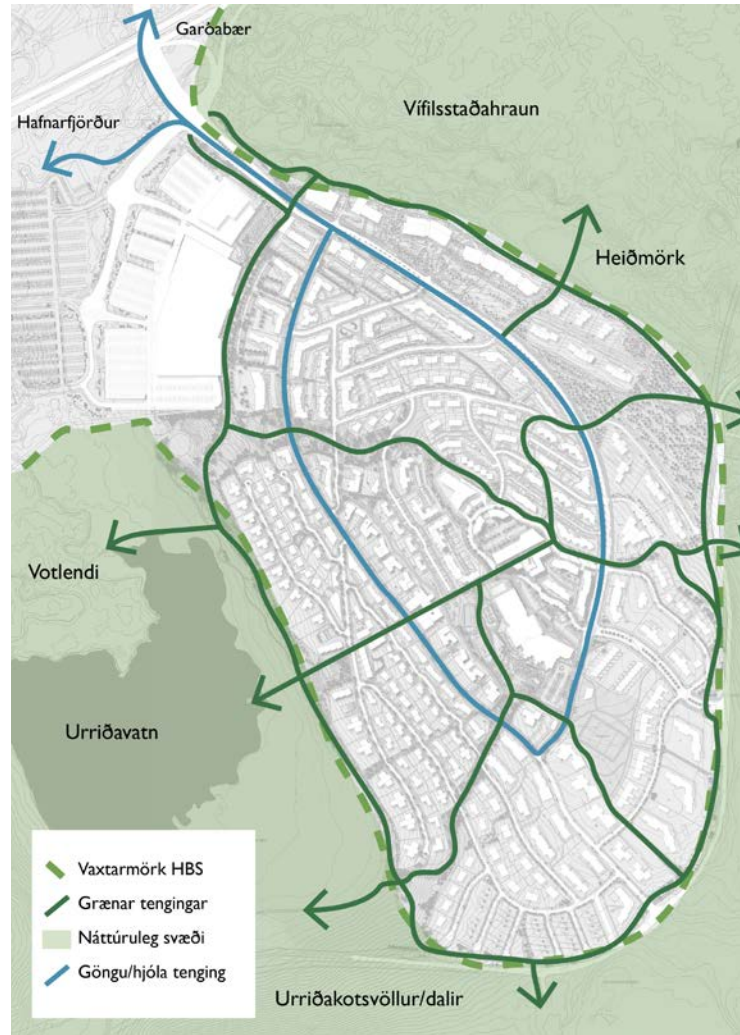 Garðabær
Vífilsstaðahraun
Hafnarfjörður
Heiðmörk
Votlendi
Urriðavatn
Vaxtarmörk HBS
Grænar tengingar
Náttúruleg svæði
Göngu/hjóla tenging
Urriðakotsvöllur/dalir